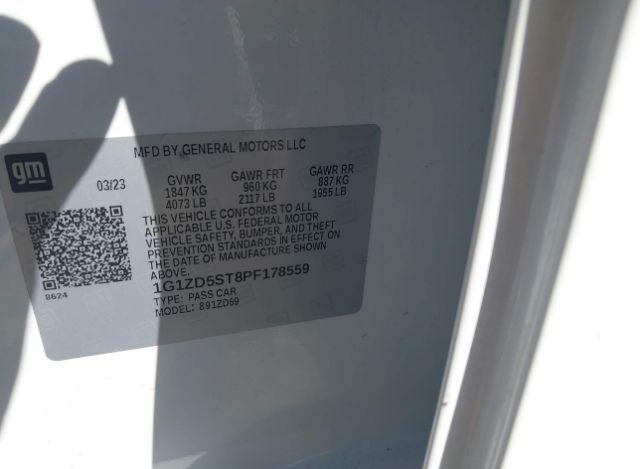 MFD BY GENERAL MOTORS LLC
gm
03/23
GVWR GAWR FRT GAWR RR
1847 KG 960 KG 887 KG
4073 LB 2117 LB 1955 LB
THIS VEHICLE CONFORMS TO ALL
APPLICABLE U.S. FEDERAL MOTOR
VEHICLE SAFETY, BUMPER, AND THEFT
PREVENTION STANDARDS IN EFFECT ON
THE DATE OF MANUFACTURE SHOWN
ABOVE.
8624
1G1ZD5ST8PF178559
TYPE: PASS CAR
MODEL: 891ZD69